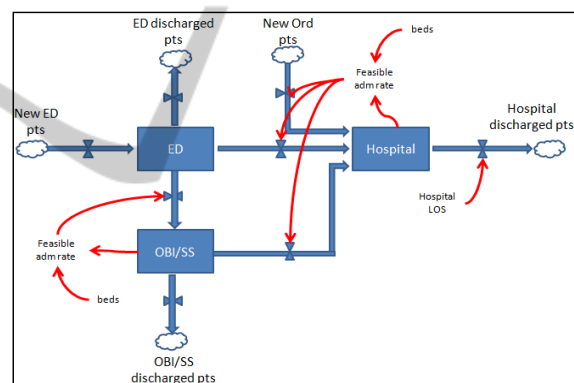 ED discharged
pts
New Ord
pts
beds
Feasible
adm rate
New ED
pts
Hospital
discharged pts
ED
Hospital
Hospital
LOS
Feasible
adm rate
OBI/SS
beds
OBI/SS
discharged pts